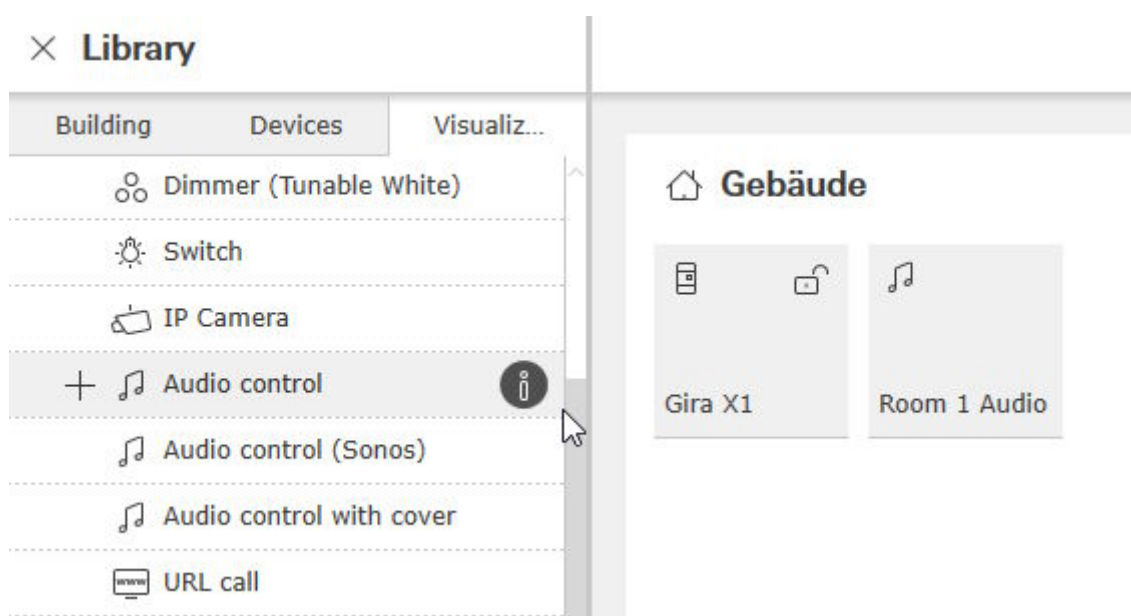 Library
Building Devices Visualiz...
Dimmer (Tunable White)
Switch
IP Camera
Audio control
Audio control (Sonos)
Audio control with cover
www URL call
Gebäude
Gira X1
Room 1 Audio